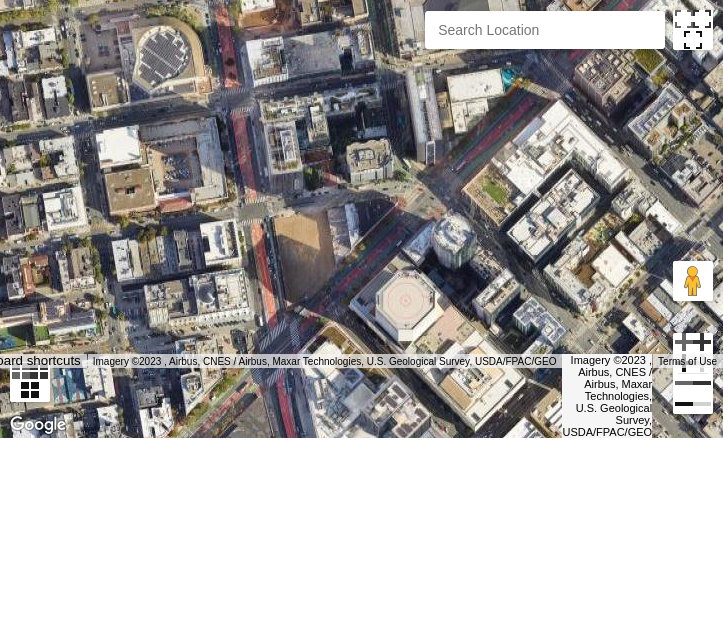 Search Location
oard shortcuts
Imagery ©2023 , Airbus, CNES / Airbus, Maxar Technologies, U.S. Geological Survey, USDA/FPAC/GEO
Imagery ©2023 ,
Airbus, CNES /
Airbus, Maxar
Technologies,
U.S. Geological
Survey,
USDA/FPAC/GEO
Terms of Use
Google